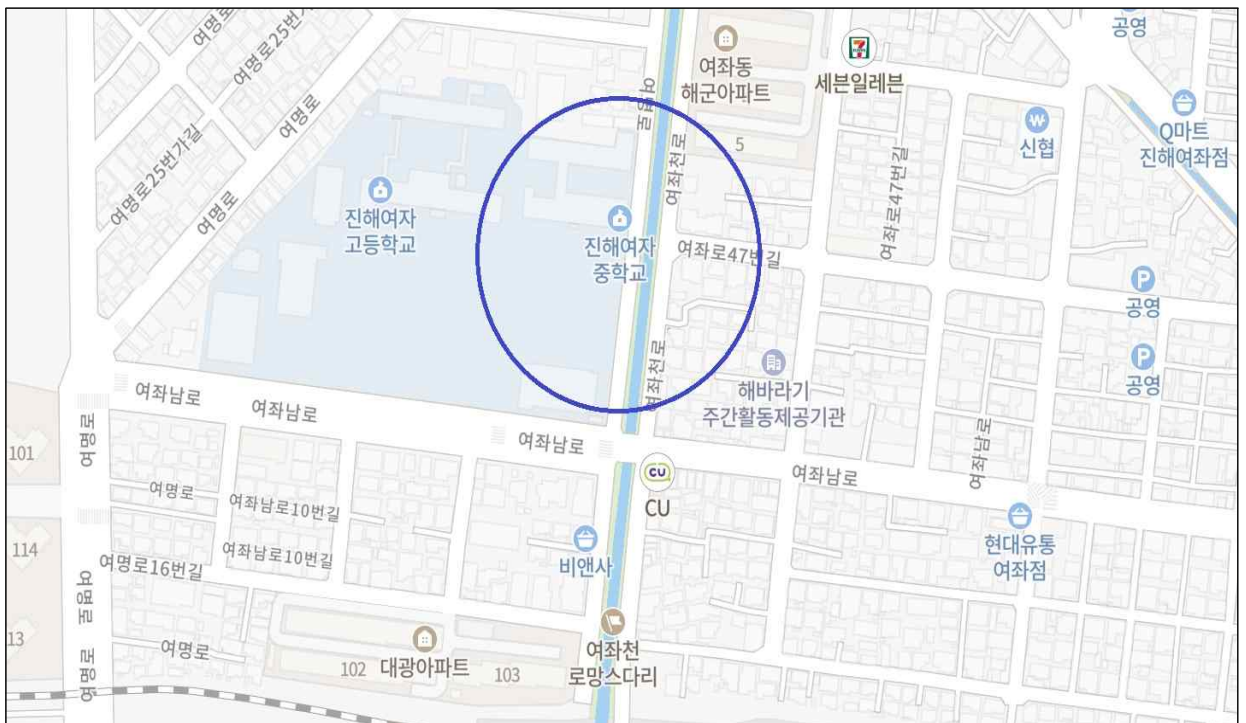 여명로
여명로25번길
여명로25번가길
여명로
여명로
여명로
여좌동
해군아파트
5
세븐일레븐
공영
신협
Q마트
진해여좌점
여좌로47번길
여좌천로
진해여자
고등학교
진해여자
중학교
여좌로47번길
공영
공영
여좌천로
해바라기
주간활동제공기관
여좌남로
여좌남로
여좌남로
여좌남로
여좌남로
CU
CU
101
여명로
여명로
여좌남로10번길
여좌남로10번길
114
여명로16번길
비앤사
현대유통
여좌점
여명로
13
여명로
여명로
102
대광아파트
103
여좌천
로망스다리